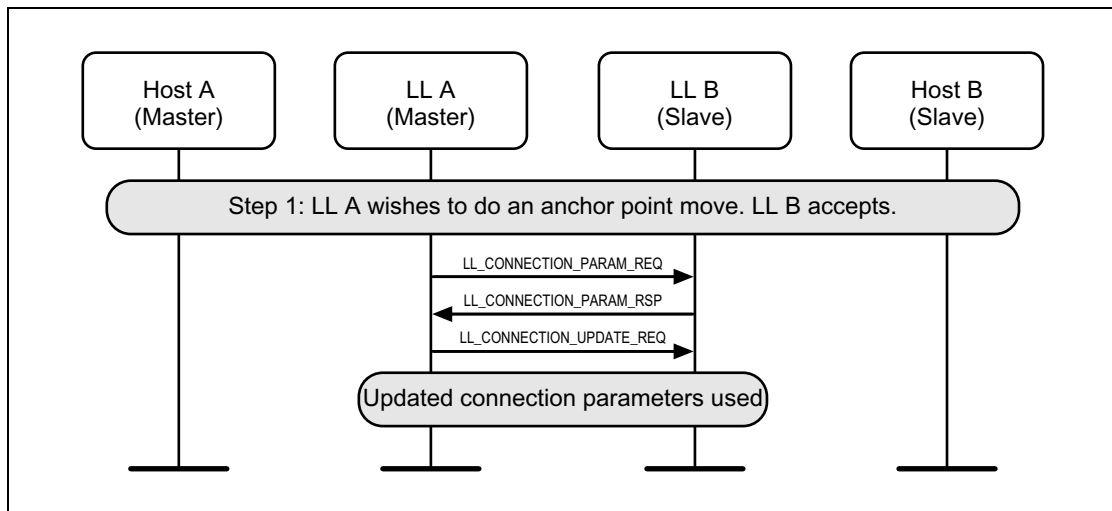 Host A
(Master)
LL A
(Master)
LL B
(Slave)
Host B
(Slave)
Step 1: LL A wishes to do an anchor point move. LL B accepts.
LL_CONNECTION_PARAM_REQ
LL_CONNECTION_PARAM_RSP
LL_CONNECTION_UPDATE_REQ
Updated connection parameters used